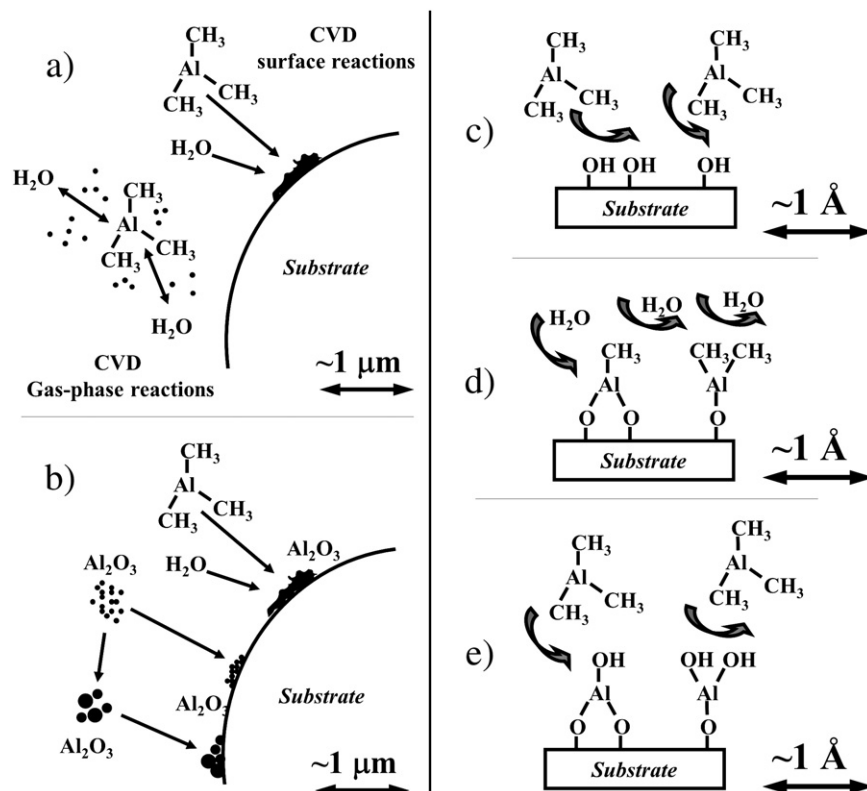 a)
CH3
Al
CH3
CH3
CVD
surface reactions
H2O
H2O
CH3
Al
CH3
CH3
H2O
Substrate
CVD
Gas-phase reactions
~1 μm
b)
CH3
Al
CH3
CH3
Al2O3
H2O
Al2O3
Al2O3
Al2O3
Substrate
~1 μm
c)
CH3
Al
CH3
CH3
CH3
Al
CH3
CH3
OH OH
OH
Substrate
~1 Å
d)
H2O
H2O
H2O
CH3
Al
O O
CH3 CH3
Al
O
Substrate
~1 Å
e)
CH3
Al
CH3
CH3
CH3
Al
CH3
CH3
OH
Al
O O
OH OH
Al
O
Substrate
~1 Å